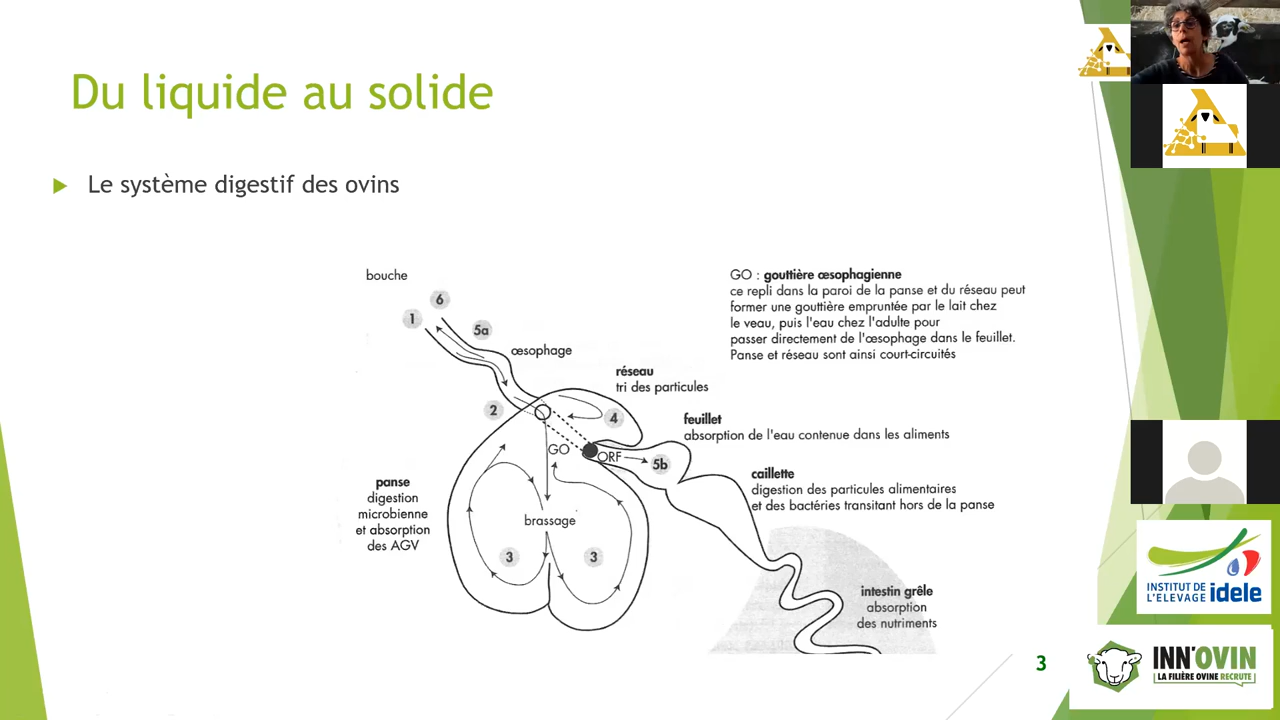 Du liquide au solide
Le système digestif des ovins
bouche
6
1
5a
œsophage
GO : gouttière œsophagienne
ce repli dans la paroi de la panse et du réseau peut
former une gouttière empruntée par le lait chez
le veau, puis l'eau chez l'adulte pour
passer directement de l'œsophage dans le feuillet.
Panse et réseau sont ainsi court-circuités
réseau
tri des particules
2
4
feuillet
absorption de l'eau contenue dans les aliments
GO
ORF
5b
caillette
digestion des particules alimentaires
et des bactéries transitant hors de la panse
panse
digestion
microbienne
et absorption
des AGV
brassage
3
3
intestin grêle
absorption
des nutriments
3
INSTITUT DE
L'ELEVAGE idele
INN'OVIN
LA FILIÈRE OVINE RECRUTE